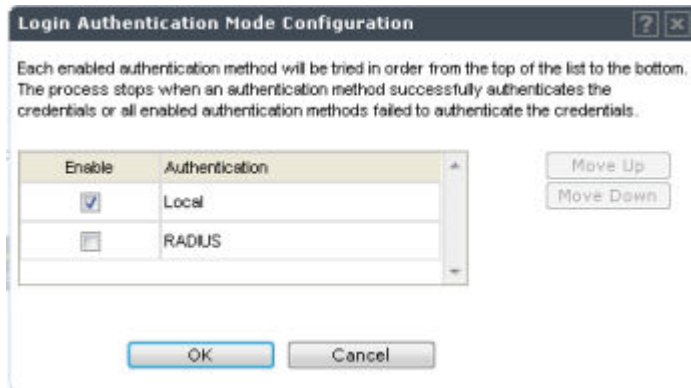 Login Authentication Mode Configuration ? x
Each enabled authentication method will be tried in order from the top of the list to the bottom.
The process stops when an authentication method successfully authenticates the
credentials or all enabled authentication methods failed to authenticate the credentials.
Enable Authentication
Local
RADIUS
Move Up
Move Down
OK Cancel